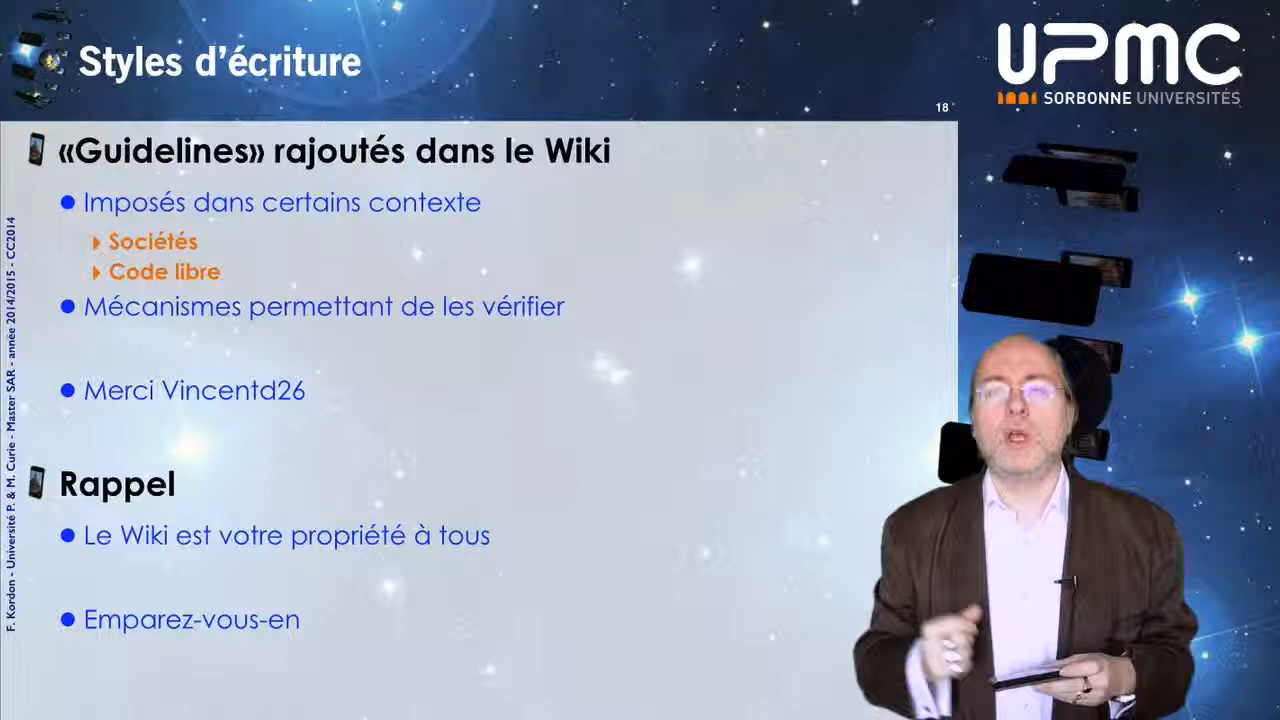 Styles d'écriture
UPMC
SORBONNE UNIVERSITÉS
18
«Guidelines» rajoutés dans le Wiki
Imposés dans certains contexte
Sociétés
Code libre
Mécanismes permettant de les vérifier
Merci Vincentd26
Rappel
Le Wiki est votre propriété à tous
Emparez-vous-en
F. Kordon - Université P. & M. Curie - Master SAR - année 2014/2015 - CC2014